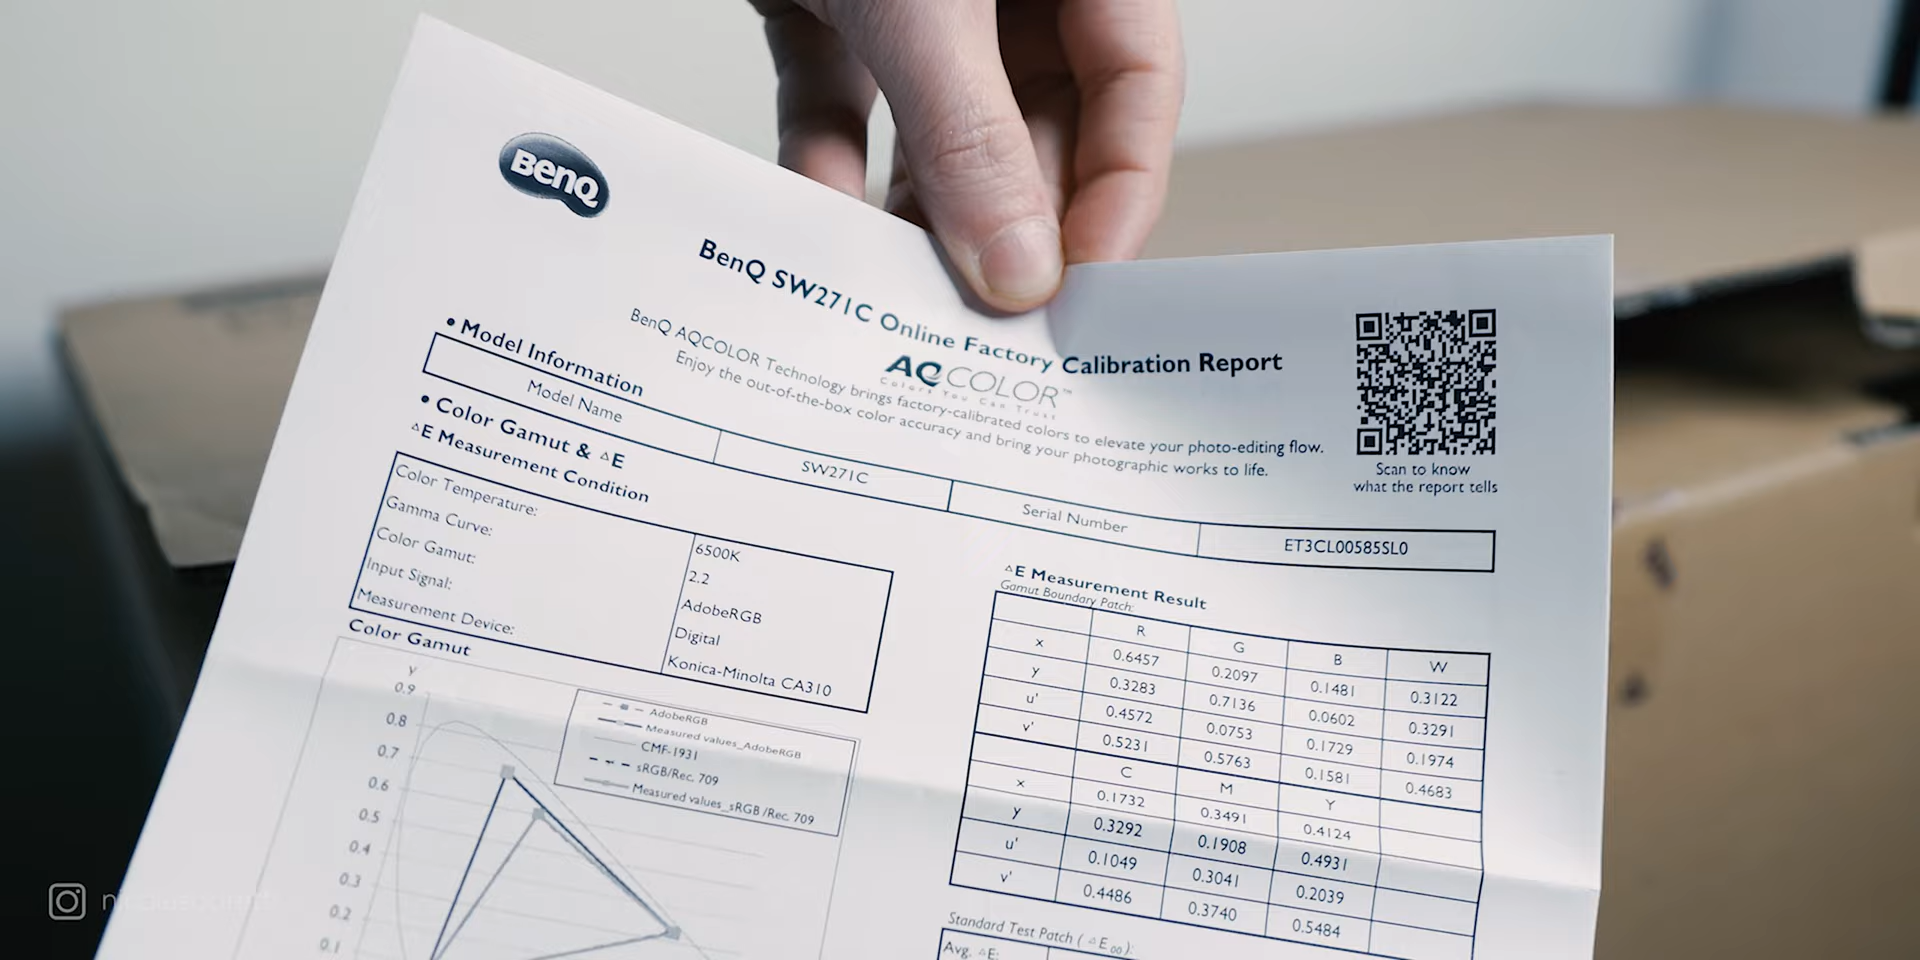 BenQ
BenQ SW271C Online Factory Calibration Report
AQCOLOR™
Colors You Can Trust
BenQ AQCOLOR Technology brings factory-calibrated colors to elevate your photo-editing flow.
Enjoy the out-of-the-box color accuracy and bring your photographic works to life.
Scan to know
what the report tells
• Model Information
Model Name SW271C Serial Number ET3CL00585SL0
• Color Gamut & △E
△E Measurement Condition
Color Temperature: 6500K
Gamma Curve: 2.2
Color Gamut: AdobeRGB
Input Signal: Digital
Measurement Device: Konica-Minolta CA310
Color Gamut
y
0.9
0.8
0.7
0.6
0.5
0.4
0.3
0.2
0.1
AdobeRGB
Measured values_AdobeRGB
CMF-1931
sRGB/Rec. 709
Measured values_sRGB /Rec. 709
△E Measurement Result
Gamut Boundary Patch:
R G B W
x 0.6457 0.2097 0.1481 0.3122
y 0.3283 0.7136 0.0602 0.3291
u' 0.4572 0.0753 0.1729 0.1974
v' 0.5231 0.5763 0.1581 0.4683
C M Y
x 0.1732 0.3491 0.4124
y 0.3292 0.1908 0.4931
u' 0.1049 0.3041 0.2039
v' 0.4486 0.3740 0.5484
Standard Test Patch ( △E 00 ):
Avg. △E: